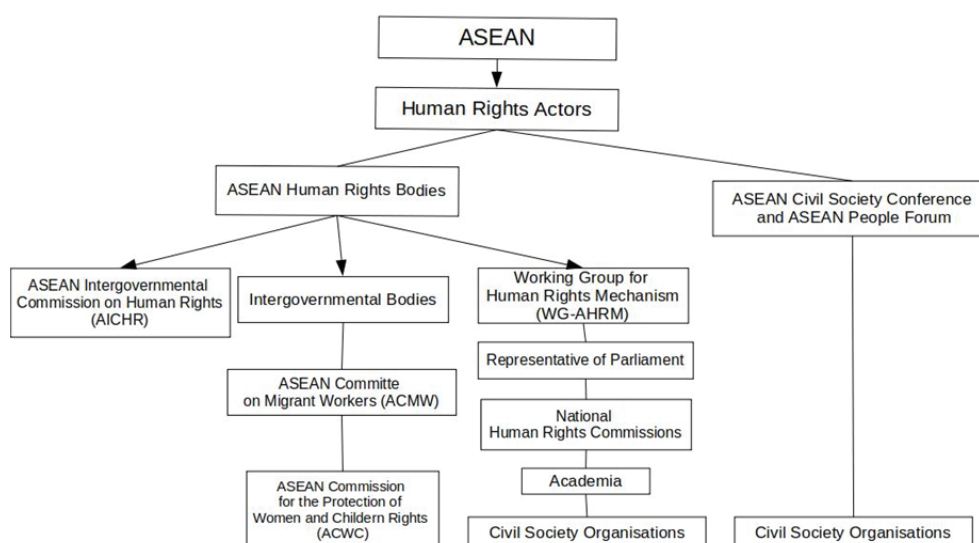 ASEAN
Human Rights Actors
ASEAN Human Rights Bodies
ASEAN Civil Society Conference
and ASEAN People Forum
ASEAN Intergovernmental
Commission on Human Rights
(AICHR)
Intergovernmental Bodies
Working Group for
Human Rights Mechanism
(WG-AHRM)
Representative of Parliament
ASEAN Committe
on Migrant Workers (ACMW)
National
Human Rights Commissions
Academia
ASEAN Commission
for the Protection of
Women and Childern Rights
(ACWC)
Civil Society Organisations
Civil Society Organisations